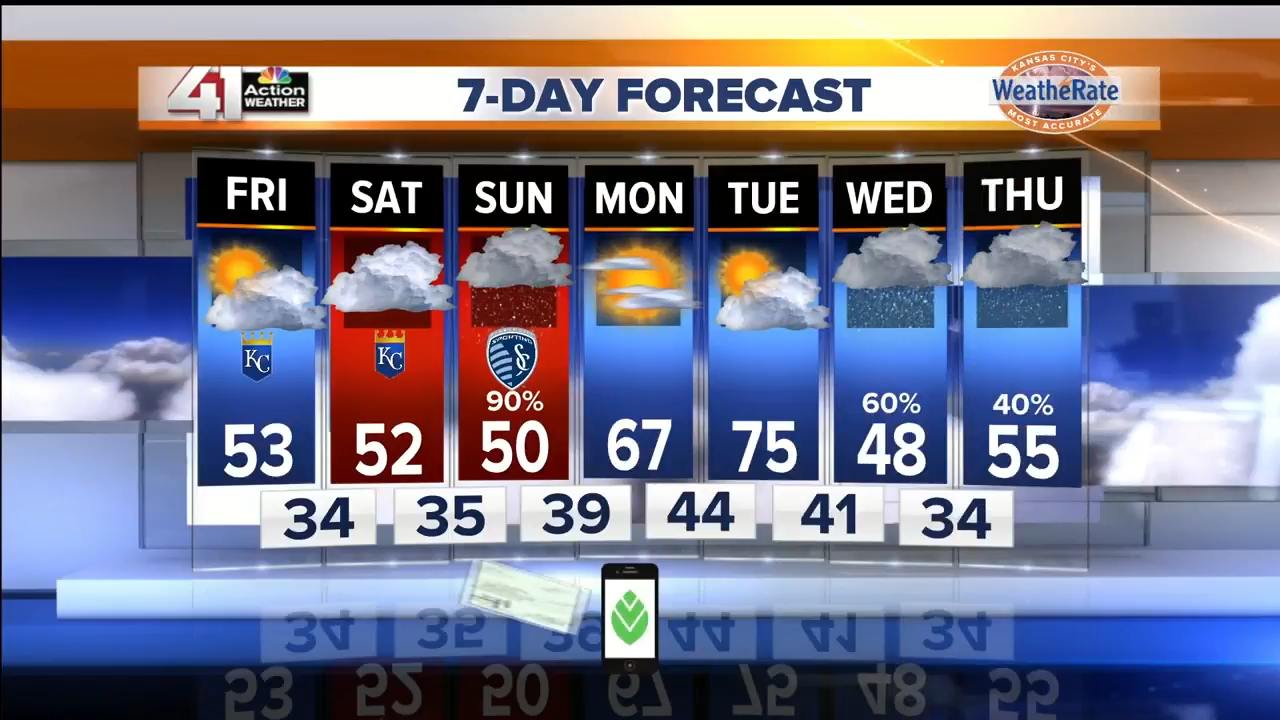 41
Action
WEATHER
7-DAY FORECAST
KANSAS CITY'S
WeatheRate
MOST ACCURATE
FRI SAT SUN MON TUE WED THU
KC KC
SC
90% 60% 40%
53 52 50 67 75 48 55
34 35 39 44 41 34